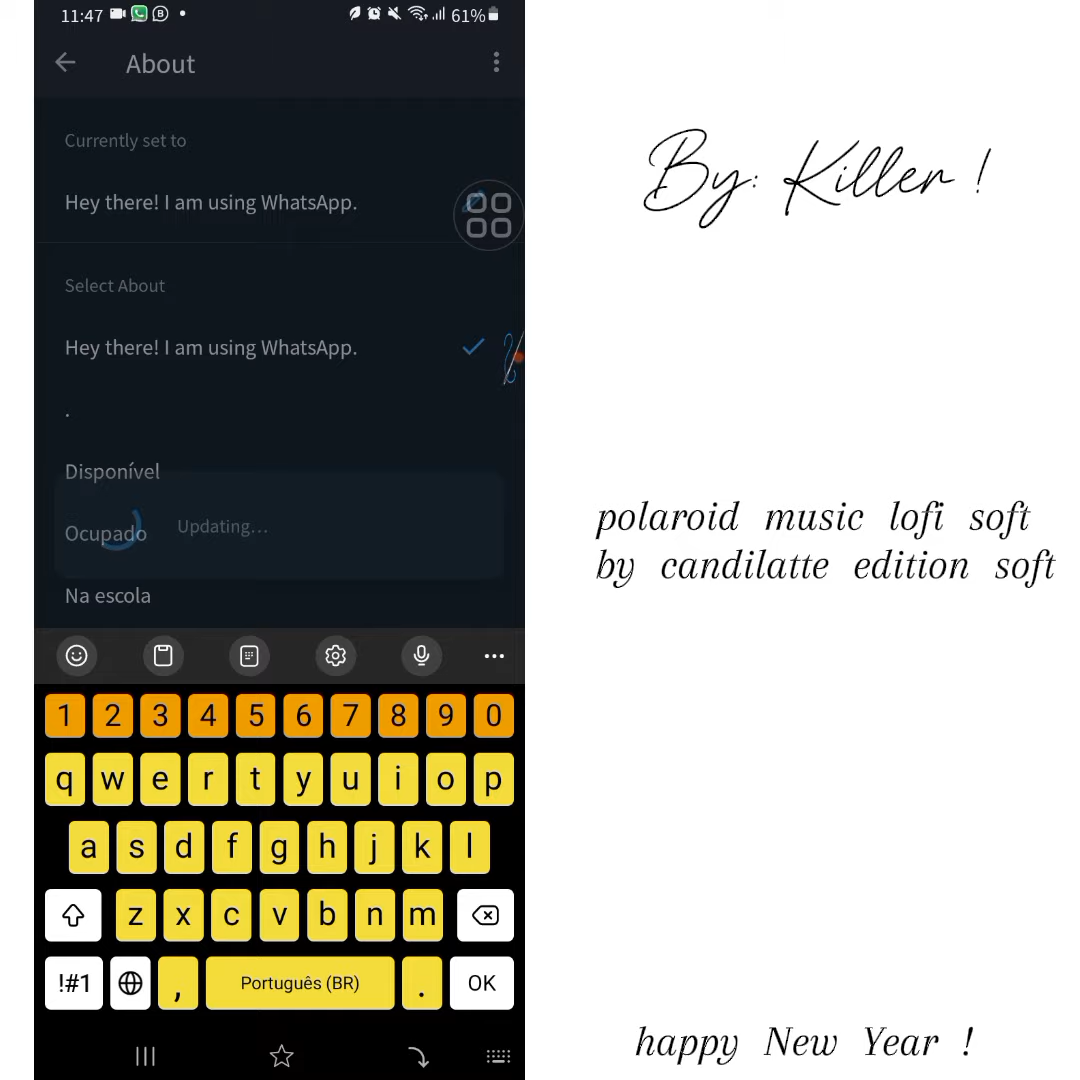 11:47
61%
About
Currently set to
Hey there! I am using WhatsApp.
Select About
Hey there! I am using WhatsApp.
.
Disponível
Updating...
Ocupado
Na escola
1 2 3 4 5 6 7 8 9 0
q w e r t y u i o p
a s d f g h j k l
z x c v b n m
!#1 , Português (BR) . OK
By: Killer !
polaroid music lofi soft
by candilatte edition soft
happy New Year !